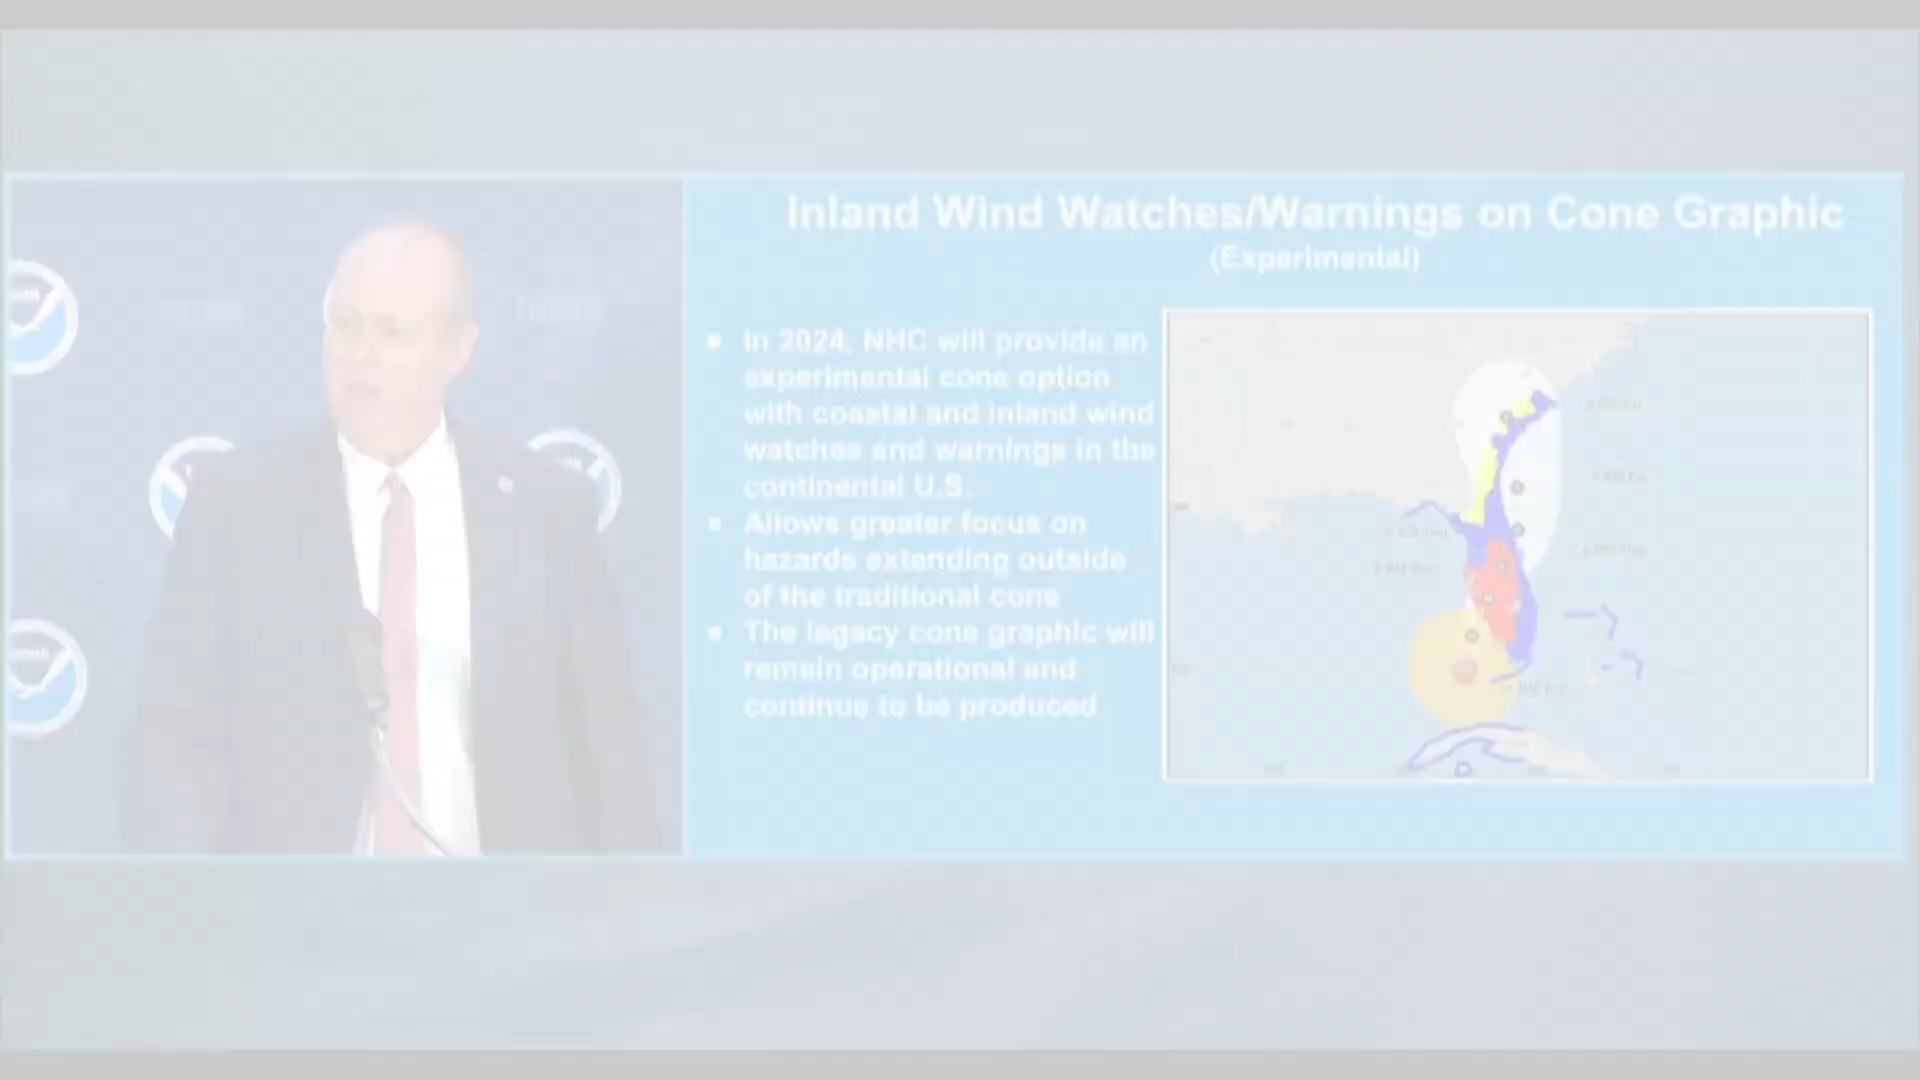 Inland Wind Watches/Warnings on Cone Graphic
(Experimental)
In 2024, NHC will provide an
experimental cone option
with coastal and inland wind
watches and warnings in the
continental U.S.
Allows greater focus on
hazards extending outside
of the traditional cone
The legacy cone graphic will
remain operational and
continue to be produced